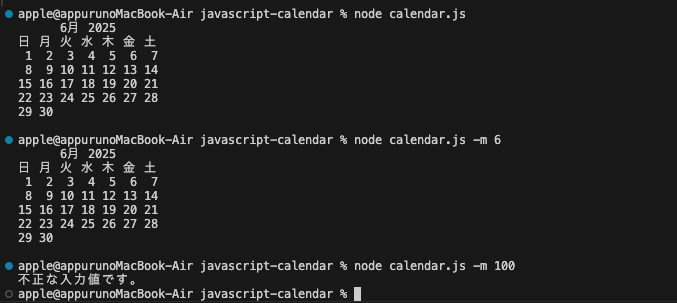 apple@appurunoMacBook-Air javascript-calendar % node calendar.js
      6月 2025
日 月 火 水 木 金 土
 1  2  3  4  5  6  7
 8  9 10 11 12 13 14
15 16 17 18 19 20 21
22 23 24 25 26 27 28
29 30
apple@appurunoMacBook-Air javascript-calendar % node calendar.js -m 6
      6月 2025
日 月 火 水 木 金 土
 1  2  3  4  5  6  7
 8  9 10 11 12 13 14
15 16 17 18 19 20 21
22 23 24 25 26 27 28
29 30
apple@appurunoMacBook-Air javascript-calendar % node calendar.js -m 100
不正な入力値です。
apple@appurunoMacBook-Air javascript-calendar %